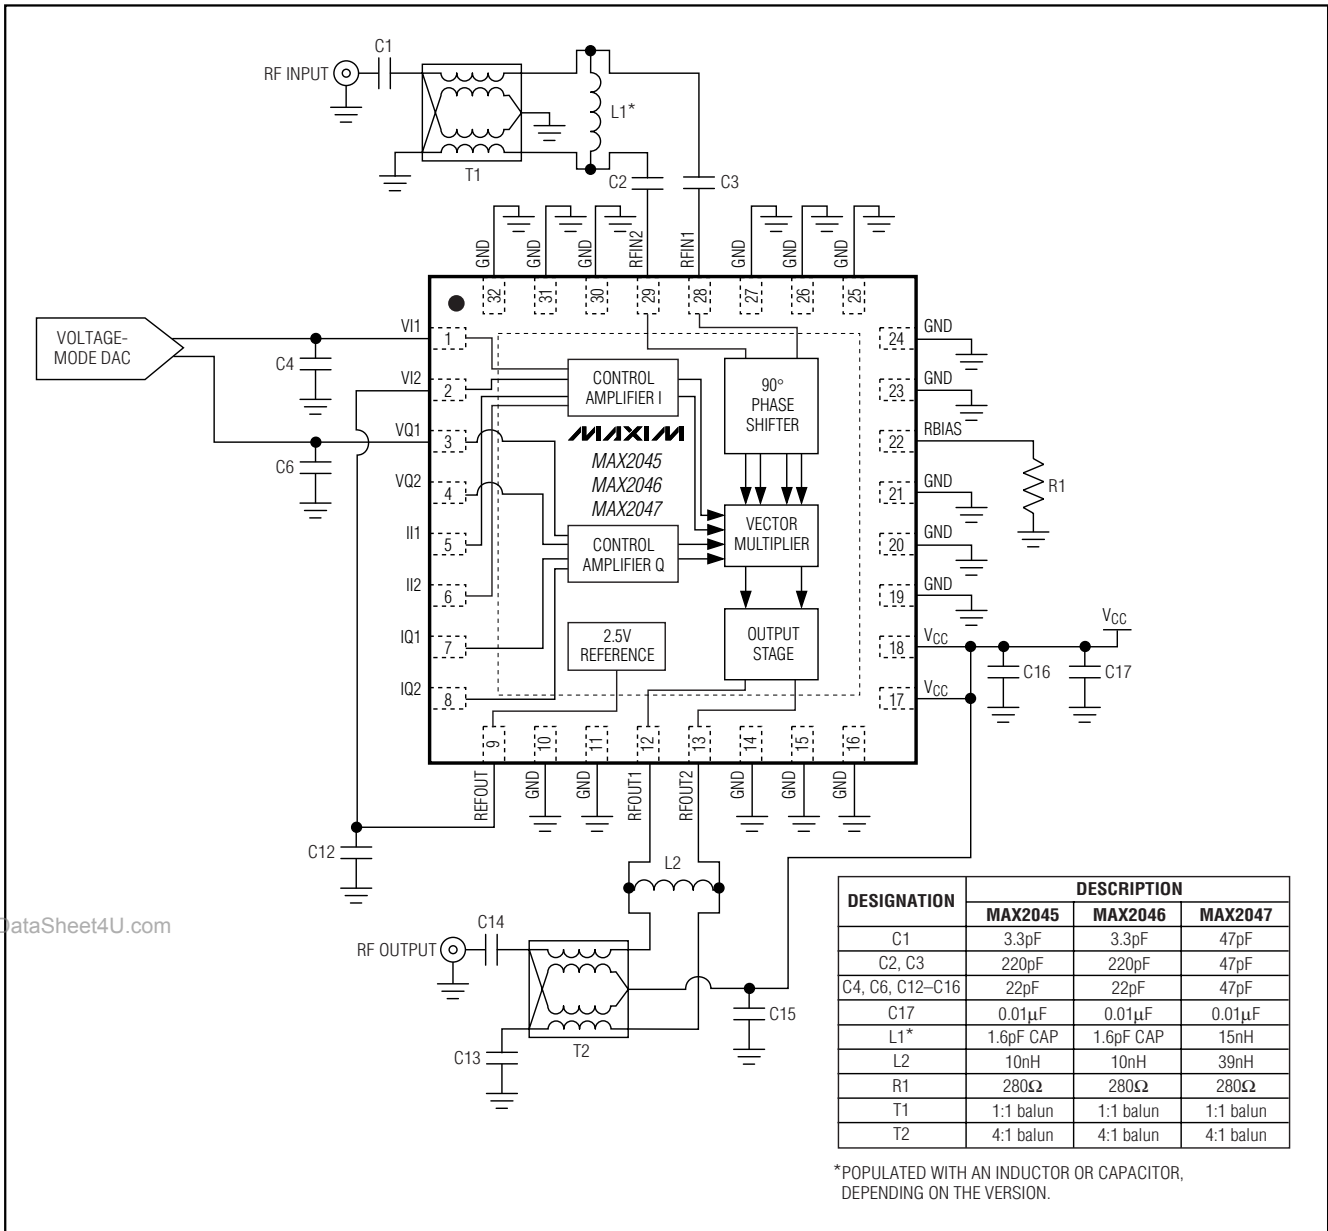 C1
RF INPUT
L1*
T1
C2
C3
GND
GND
GND
RFIN2
RFIN1
GND
GND
GND
32
31
30
29
28
27
26
25
VOLTAGE-
MODE DAC
C4
C6
VI1
1
VI2
2
VQ1
3
VQ2
4
II1
5
II2
6
IQ1
7
IQ2
8
CONTROL
AMPLIFIER I
MAXIM
MAX2045
MAX2046
MAX2047
CONTROL
AMPLIFIER Q
2.5V
REFERENCE
90°
PHASE
SHIFTER
VECTOR
MULTIPLIER
OUTPUT
STAGE
24
GND
23
GND
22
RBIAS
R1
21
GND
20
GND
19
GND
18
VCC
17
VCC
VCC
C16
C17
9
10
11
12
13
14
15
16
REFOUT
GND
GND
RFOUT1
RFOUT2
GND
GND
GND
C12
L2
C14
RF OUTPUT
T2
C13
C15
DataSheet4U.com
DESIGNATION DESCRIPTION
MAX2045 MAX2046 MAX2047
C1 3.3pF 3.3pF 47pF
C2, C3 220pF 220pF 47pF
C4, C6, C12–C16 22pF 22pF 47pF
C17 0.01μF 0.01μF 0.01μF
L1* 1.6pF CAP 1.6pF CAP 15nH
L2 10nH 10nH 39nH
R1 280Ω 280Ω 280Ω
T1 1:1 balun 1:1 balun 1:1 balun
T2 4:1 balun 4:1 balun 4:1 balun
*POPULATED WITH AN INDUCTOR OR CAPACITOR,
DEPENDING ON THE VERSION.